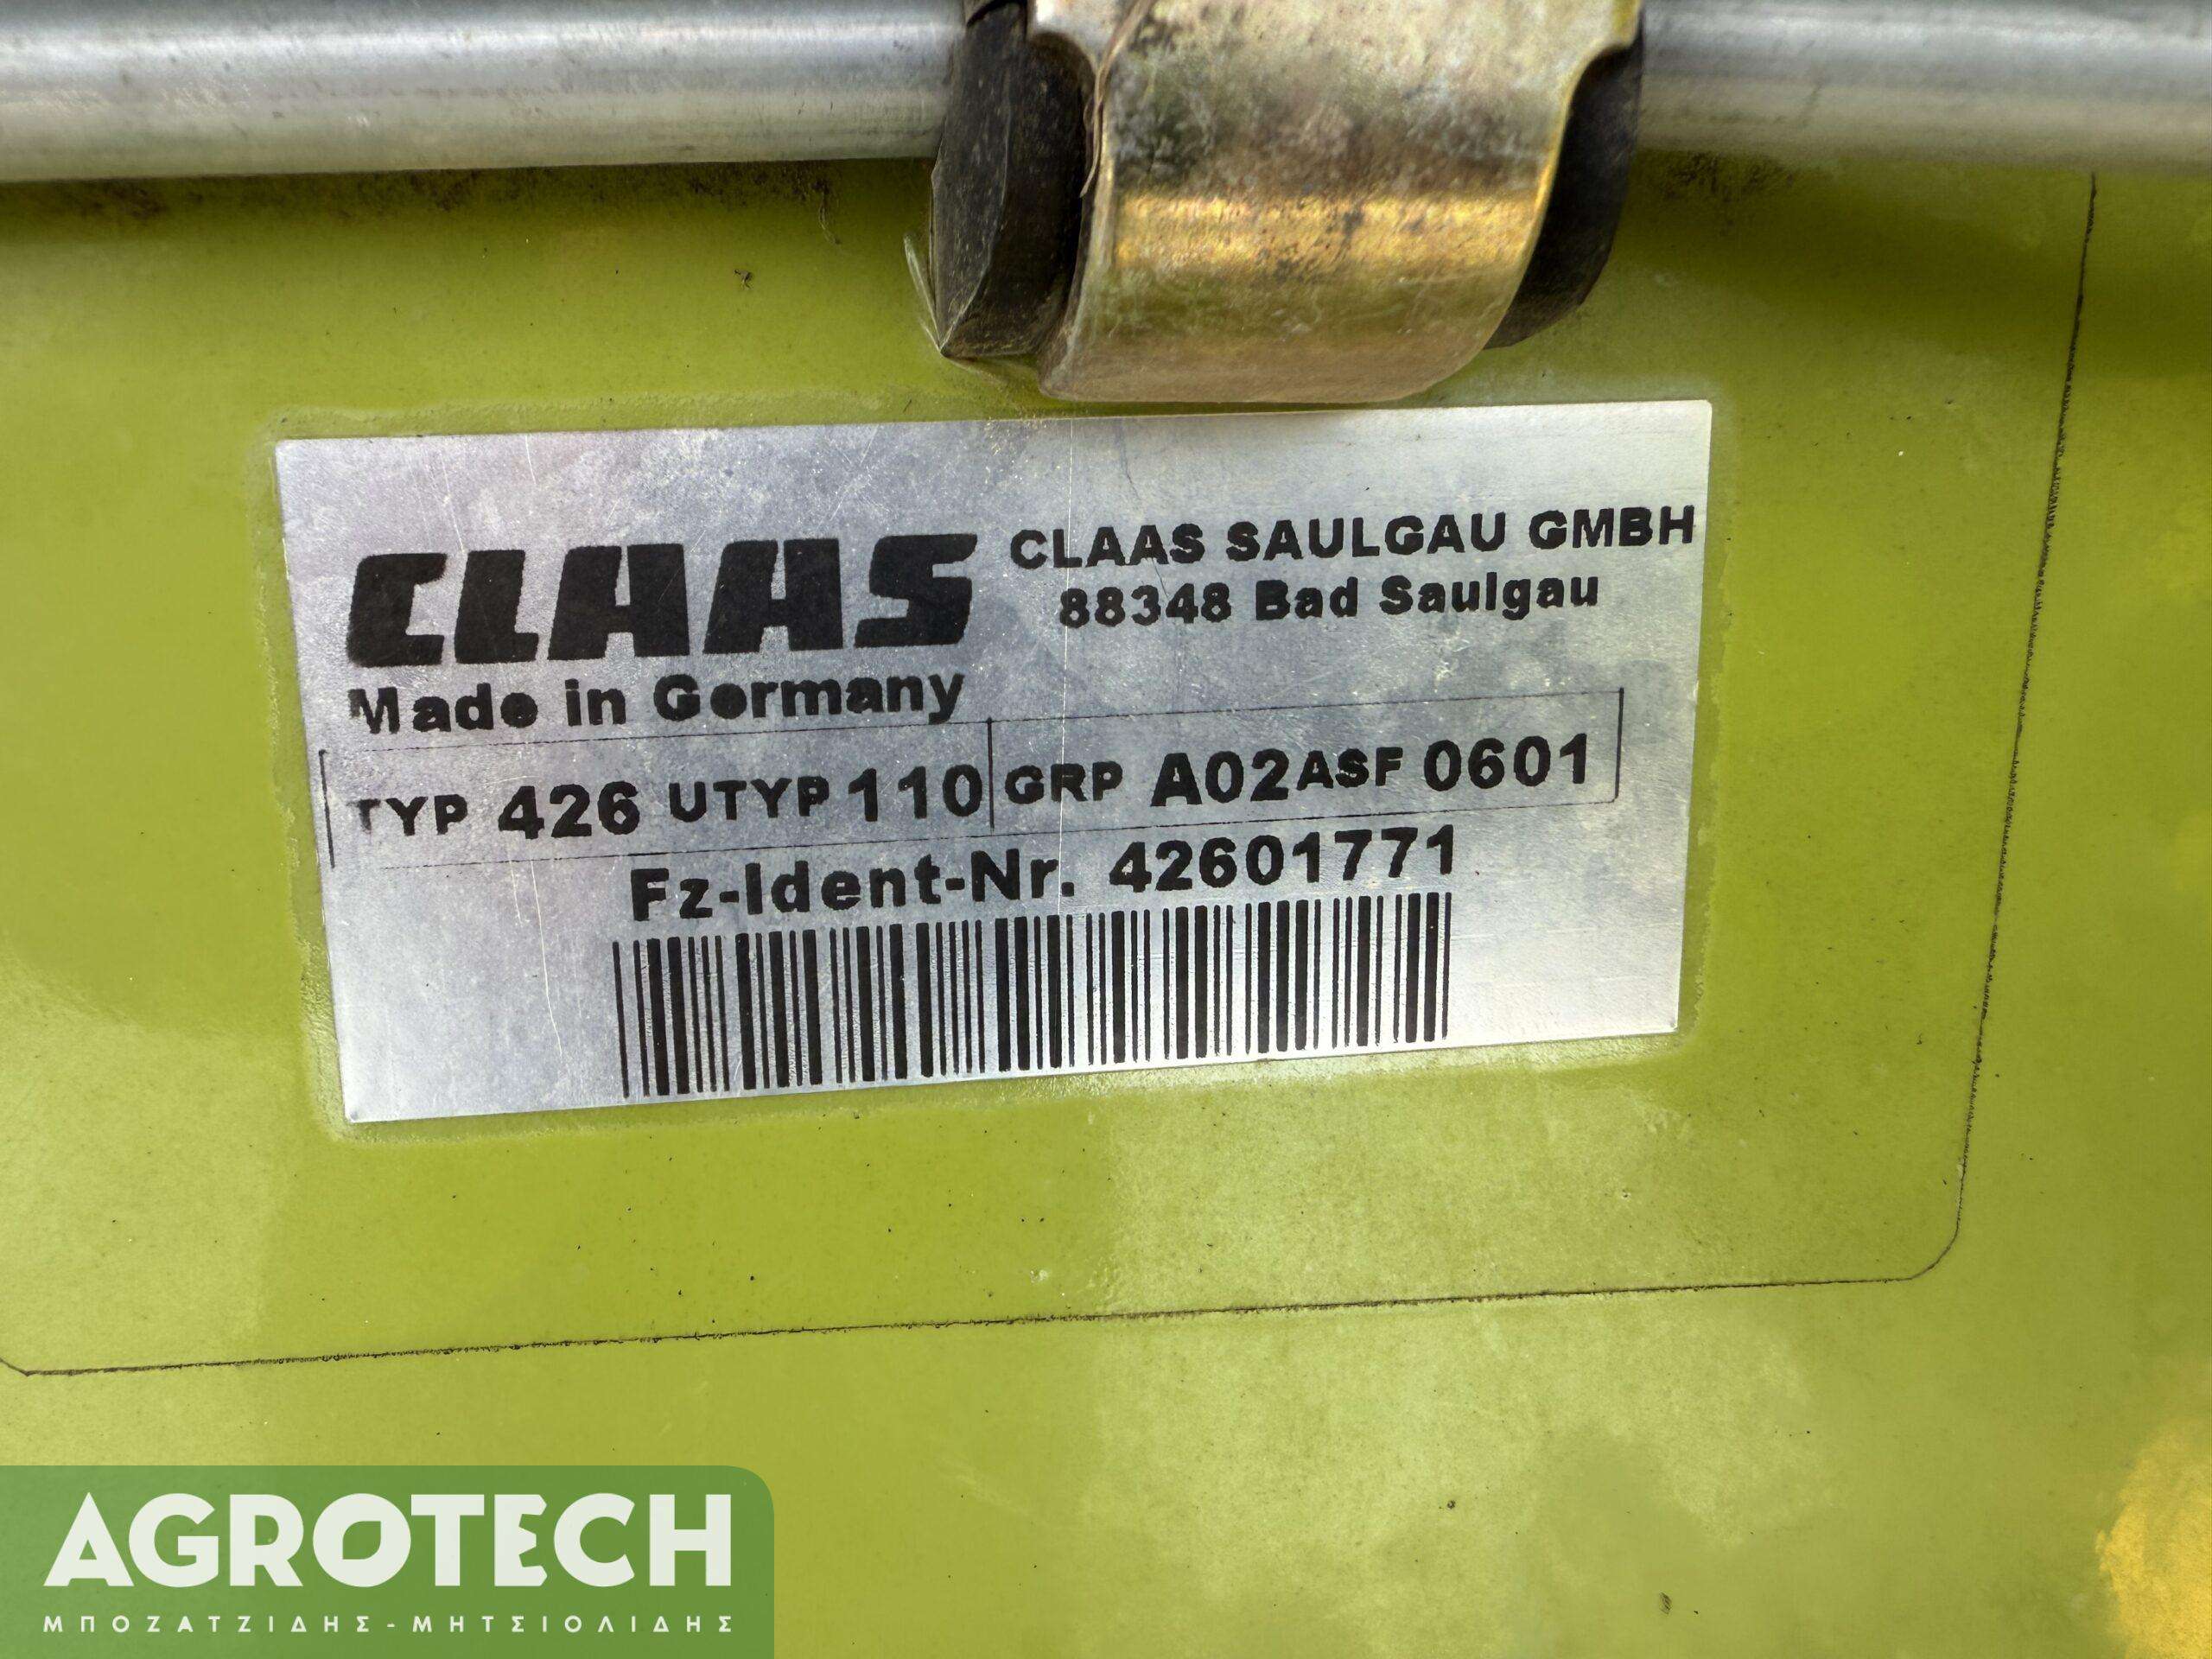 CLAAS
CLAAS SAULGAU GMBH
88348 Bad Saulgau
Made in Germany
TYP 426 UTYP 110 GRP A02 ASF 0601
Fz-Ident-Nr. 42601771
AGROTECH
ΜΠΟΖΑΤΖΙΔΗΣ-ΜΗΤΣΙΟΛΙΔΗΣ